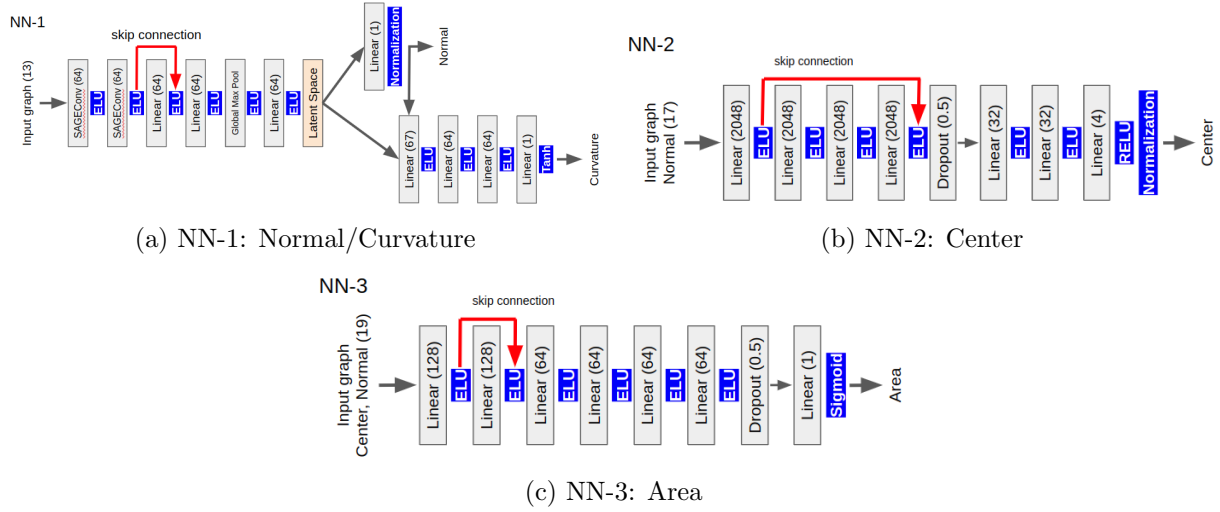 NN-1
skip connection
Input graph (13)
SAGEConv (64)
ELU
SAGEConv (64)
ELU
Linear (64)
ELU
Linear (64)
ELU
Global Max Pool
ELU
Linear (64)
ELU
Latent Space
Linear (1)
Normalization
Normal
Linear (67)
ELU
Linear (64)
ELU
Linear (64)
ELU
Linear (1)
Tanh
Curvature
(a) NN-1: Normal/Curvature
NN-2
skip connection
Input graph
Normal (17)
Linear (2048)
ELU
Linear (2048)
ELU
Linear (2048)
ELU
Linear (2048)
ELU
Dropout (0.5)
Linear (32)
ELU
Linear (32)
ELU
Linear (4)
RELU
Normalization
Center
(b) NN-2: Center
NN-3
skip connection
Input graph
Center, Normal (19)
Linear (128)
ELU
Linear (128)
ELU
Linear (64)
ELU
Linear (64)
ELU
Linear (64)
ELU
Linear (64)
ELU
Dropout (0.5)
Linear (1)
Sigmoid
Area
(c) NN-3: Area